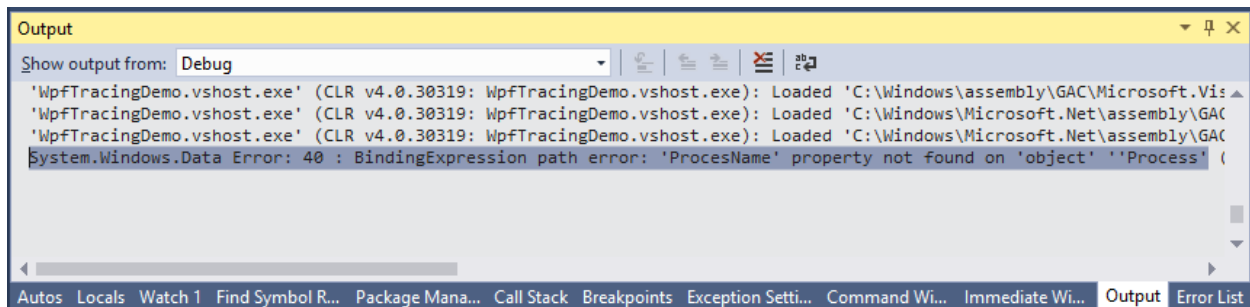 Output
Show output from: Debug
'WpfTracingDemo.vshost.exe' (CLR v4.0.30319: WpfTracingDemo.vshost.exe): Loaded 'C:\Windows\assembly\GAC\Microsoft.Vis
'WpfTracingDemo.vshost.exe' (CLR v4.0.30319: WpfTracingDemo.vshost.exe): Loaded 'C:\Windows\Microsoft.Net\assembly\GAC
'WpfTracingDemo.vshost.exe' (CLR v4.0.30319: WpfTracingDemo.vshost.exe): Loaded 'C:\Windows\Microsoft.Net\assembly\GAC
System.Windows.Data Error: 40 : BindingExpression path error: 'ProcesName' property not found on 'object' ''Process' (
Autos Locals Watch 1 Find Symbol R... Package Mana... Call Stack Breakpoints Exception Setti... Command Wi... Immediate Wi... Output Error List